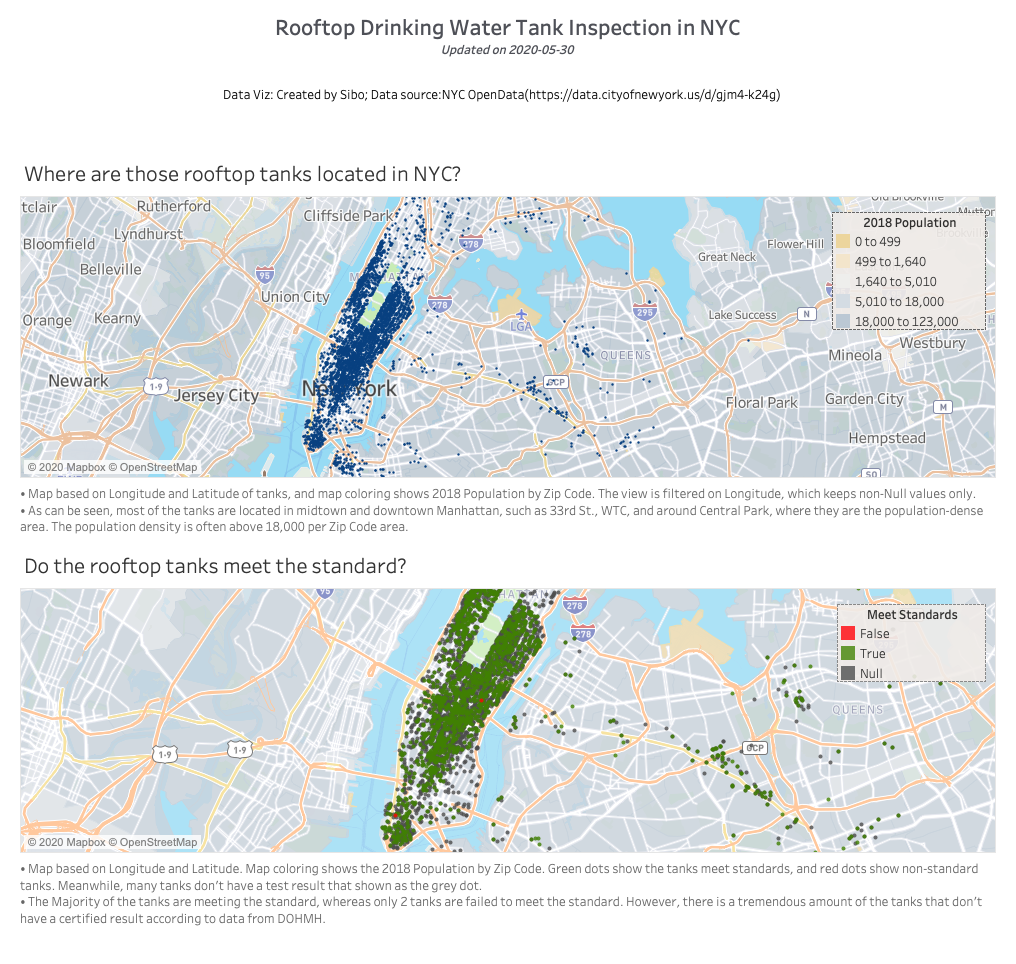 Rooftop Drinking Water Tank Inspection in NYC
Updated on 2020-05-30
Data Viz: Created by Sibo; Data source:NYC OpenData(https://data.cityofnewyork.us/d/gjm4-k24g)
Where are those rooftop tanks located in NYC?
tclair
Rutherford
Cliffside Park
Old Brookville
Lyndhurst
Bloomfield
Belleville
Union City
Orange
Kearny
Newark
Jersey City
New York
95
1-9
278
278
LGA
295
QUEENS
GCP
Flower Hill
Great Neck
Lake Success
N
Westbury
Mineola
Floral Park
Garden City
M
Hempstead
SO
2018 Population
0 to 499
499 to 1,640
1,640 to 5,010
5,010 to 18,000
18,000 to 123,000
© 2020 Mapbox © OpenStreetMap
• Map based on Longitude and Latitude of tanks, and map coloring shows 2018 Population by Zip Code. The view is filtered on Longitude, which keeps non-Null values only.
• As can be seen, most of the tanks are located in midtown and downtown Manhattan, such as 33rd St., WTC, and around Central Park, where they are the population-dense
area. The population density is often above 18,000 per Zip Code area.
Do the rooftop tanks meet the standard?
95
HATTAN
278
278
1-9
1-9
QUEENS
GCP
Meet Standards
False
True
Null
© 2020 Mapbox © OpenStreetMap
• Map based on Longitude and Latitude. Map coloring shows the 2018 Population by Zip Code. Green dots show the tanks meet standards, and red dots show non-standard
tanks. Meanwhile, many tanks don't have a test result that shown as the grey dot.
• The Majority of the tanks are meeting the standard, whereas only 2 tanks are failed to meet the standard. However, there is a tremendous amount of the tanks that don't
have a certified result according to data from DOHMH.